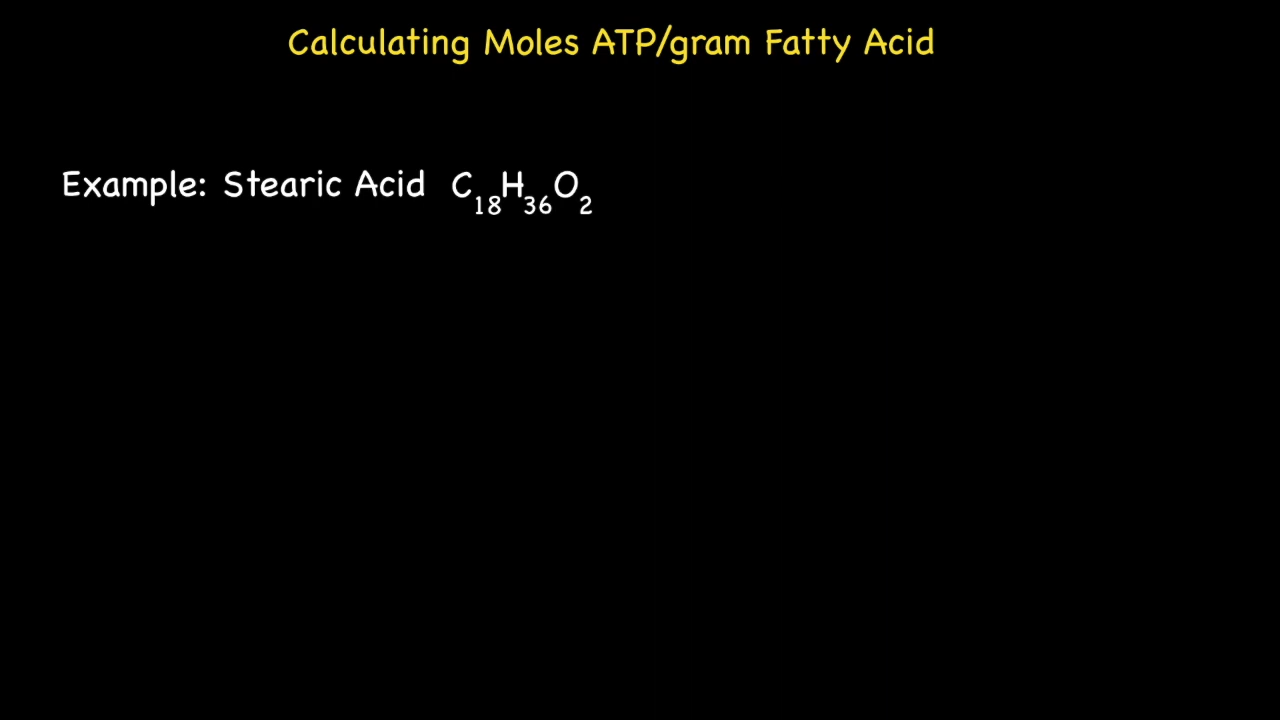 Calculating Moles ATP/gram Fatty Acid
Example: Stearic Acid C₁₈H₃₆O₂